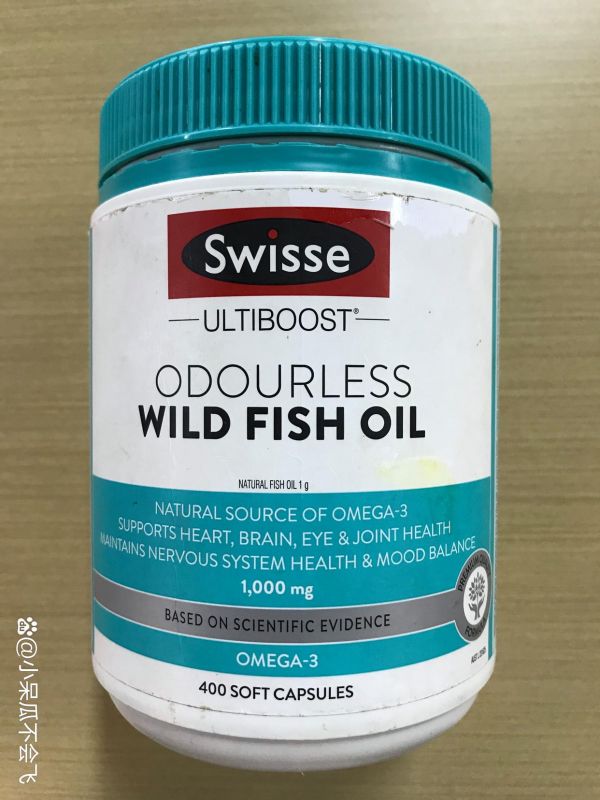 Swisse
ULTIBOOST®
ODOURLESS
WILD FISH OIL
NATURAL FISH OIL 1 g
NATURAL SOURCE OF OMEGA-3
SUPPORTS HEART, BRAIN, EYE & JOINT HEALTH
MAINTAINS NERVOUS SYSTEM HEALTH & MOOD BALANCE
1,000 mg
BASED ON SCIENTIFIC EVIDENCE
PREMIUM
OMEGA-3
400 SOFT CAPSULES
@小呆瓜不会飞